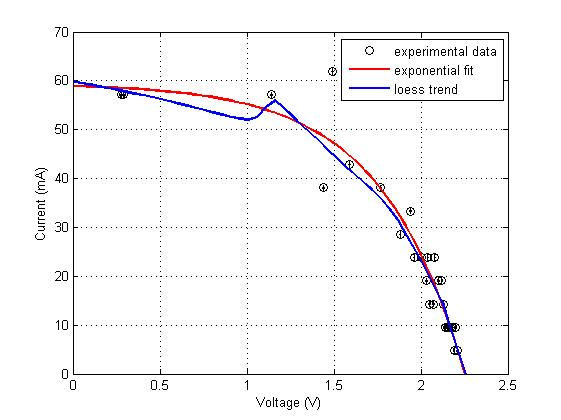 70
60
50
40
30
20
10
0
Current (mA)
experimental data
exponential fit
loess trend
0 0.5 1 1.5 2 2.5
Voltage (V)